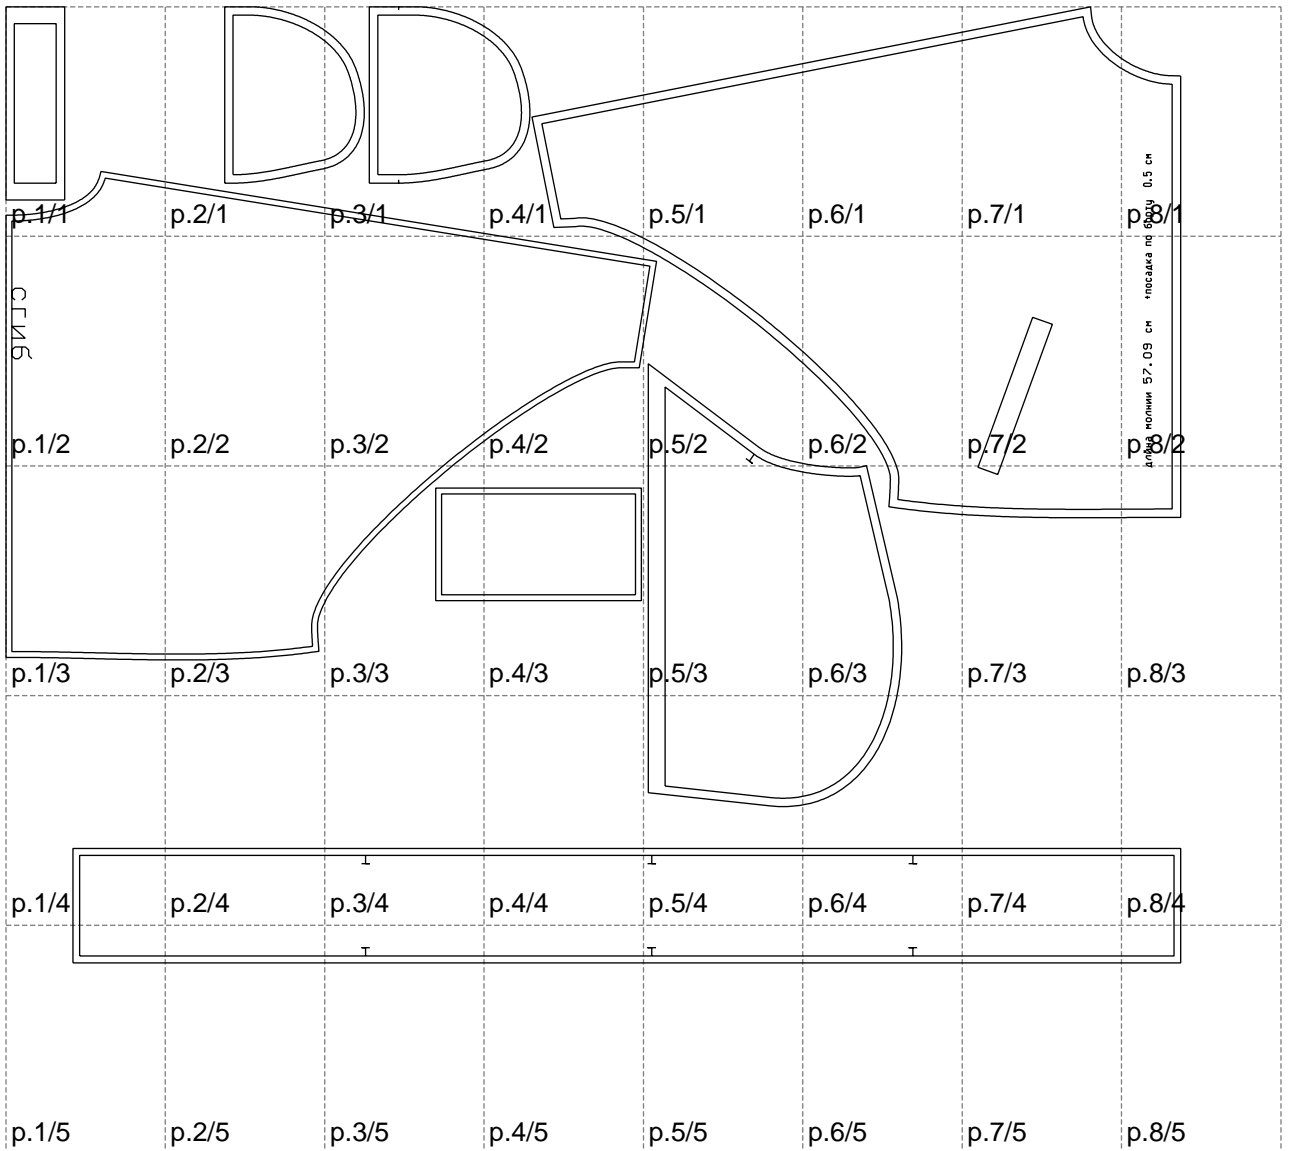 p.1/1 p.2/1 p.3/1 p.4/1 p.5/1 p.6/1 p.7/1 p.8/1
сгиб
p.1/2 p.2/2 p.3/2 p.4/2 p.5/2 p.6/2 p.7/2 p.8/2
длина молнии 57.09 см *посадка по борту 0.5 см
p.1/3 p.2/3 p.3/3 p.4/3 p.5/3 p.6/3 p.7/3 p.8/3
p.1/4 p.2/4 p.3/4 p.4/4 p.5/4 p.6/4 p.7/4 p.8/4
p.1/5 p.2/5 p.3/5 p.4/5 p.5/5 p.6/5 p.7/5 p.8/5